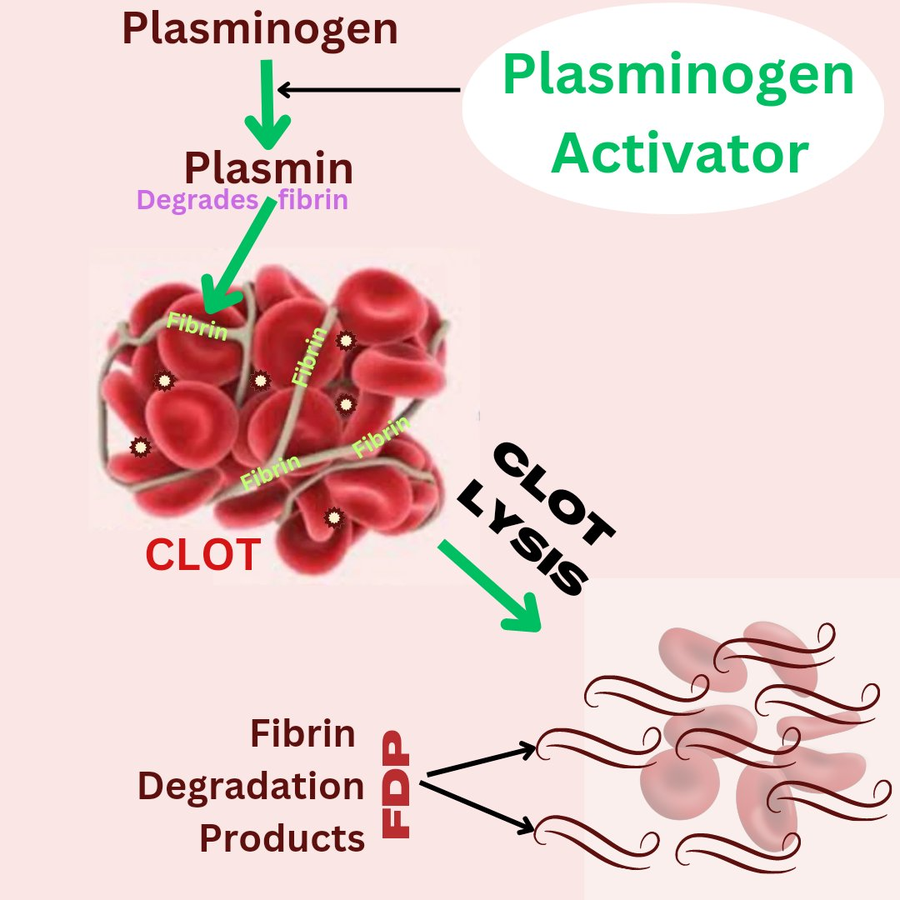 Plasminogen
Plasminogen
Activator
Plasmin
Degrades fibrin
Fibrin
Fibrin
Fibrin
Fibrin
CLOT
CLOT
LYSIS
Fibrin
Degradation
Products
FDP